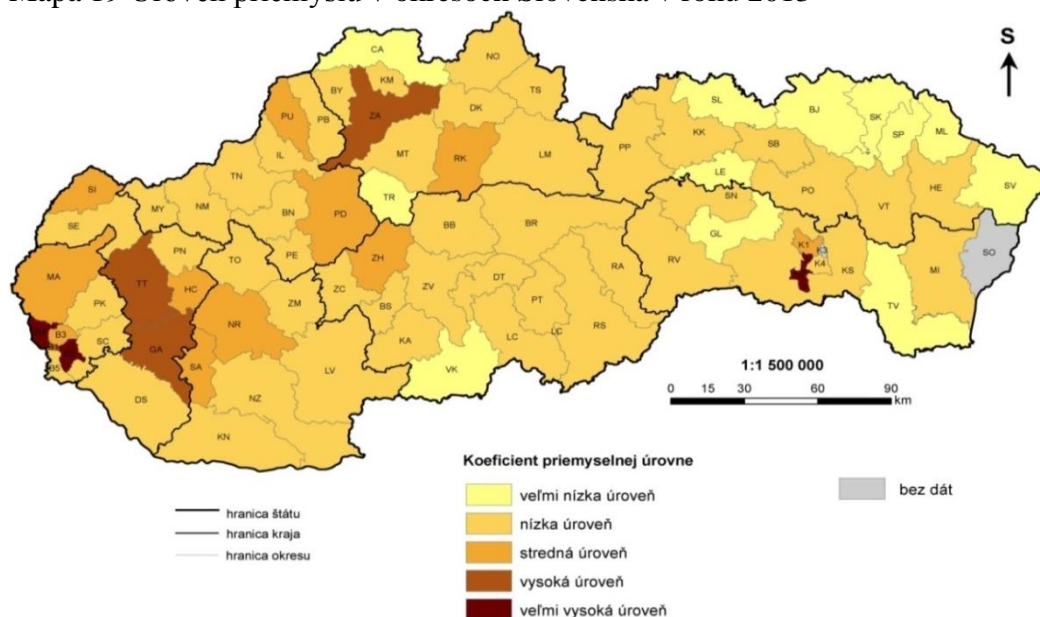 Mapa 19 Úroveň priemyslu v okresoch Slovenska v roku
S
CA
NO
BY
KM
TS
SL
BJ
PU
PB
ZA
DK
SK
SP
ML
KK
SB
IL
MT
RK
LM
PP
LE
PO
VT
HE
SV
TN
SI
MY
NM
BN
PD
TR
SN
SE
BB
BR
GL
PN
TO
PE
ZH
K1
K3
K4
KS
SO
MA
TT
HC
ZM
ZC
ZV
DT
RA
RV
MI
PK
BS
PT
TV
NR
B3
SC
GA
SA
KA
LC
LC
RS
B5
LV
VK
DS
NZ
KN
1:1 500 000
0 15 30 60 90
km
Koeficient priemyselnej úrovne
veľmi nízka úroveň
nízka úroveň
stredná úroveň
vysoká úroveň
veľmi vysoká úroveň
bez dát
hranica štátu
hranica kraja
hranica okresu